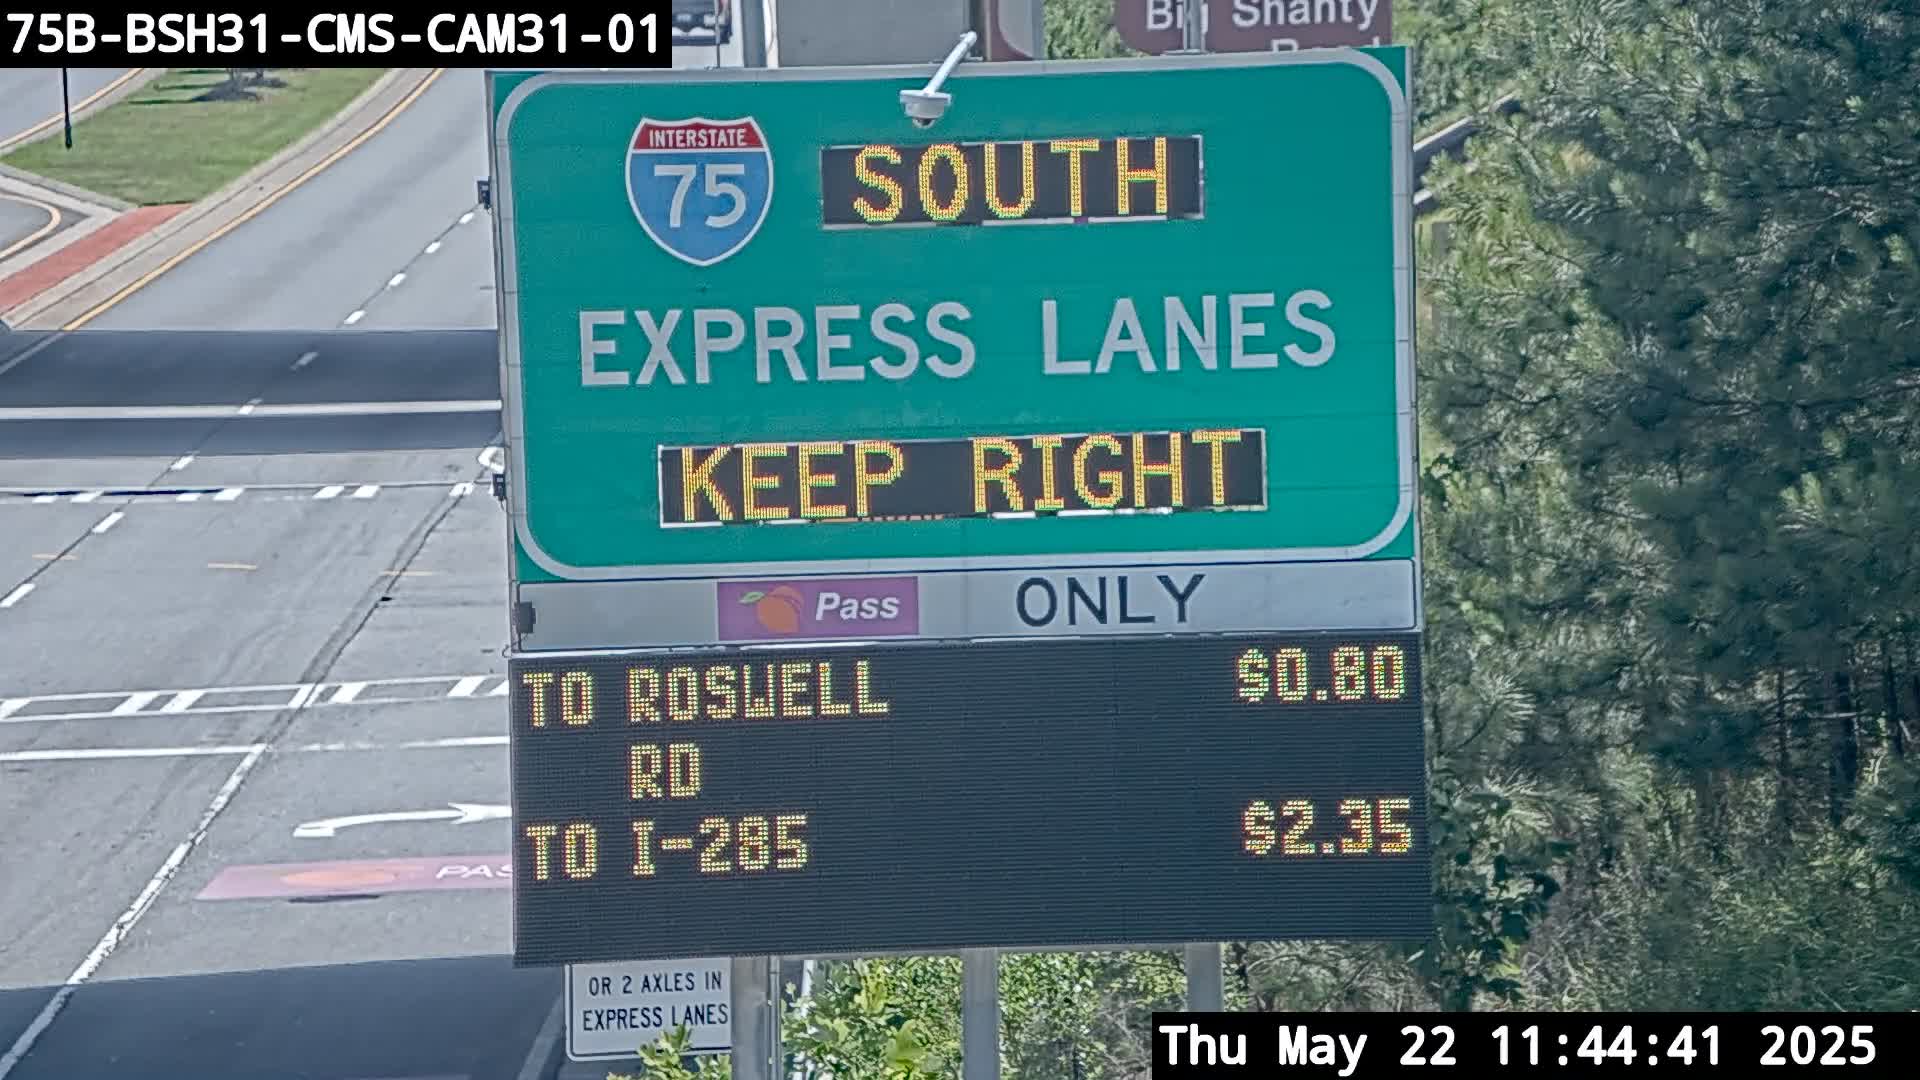 75B-BSH31-CMS-CAM31-01
Big Shanty
Road
INTERSTATE
75
SOUTH
EXPRESS LANES
KEEP RIGHT
Pass ONLY
TO ROSWELL $0.80
RD
TO I-285 $2.35
PAS
OR 2 AXLES IN
EXPRESS LANES
Thu May 22 11:44:41 2025